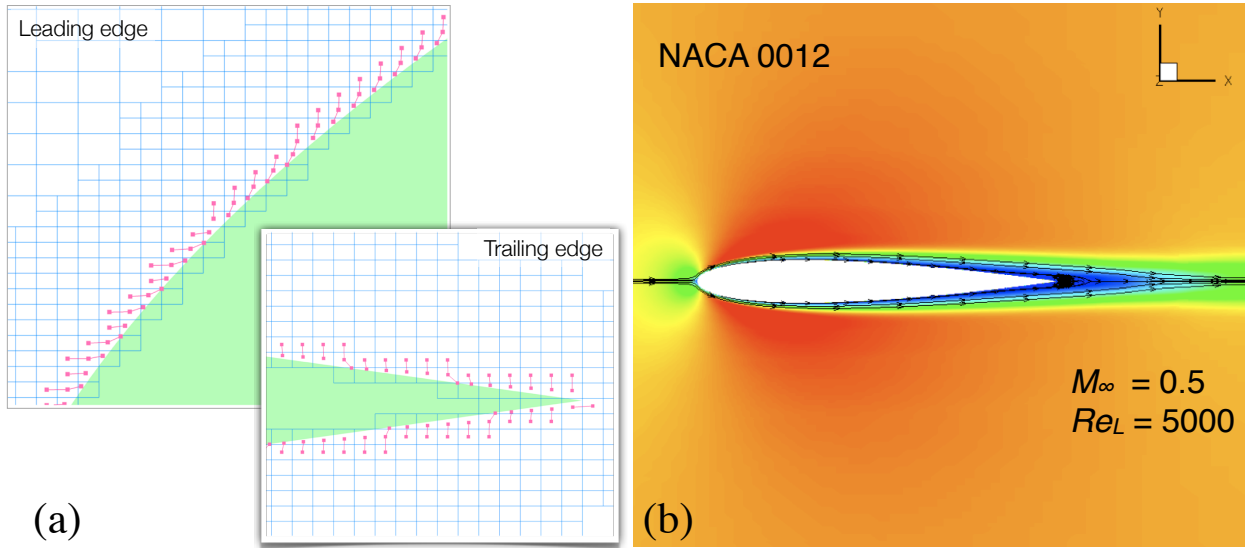 Leading edge
Trailing edge
(a)
NACA 0012
Y
Z
X
M∞ = 0.5
ReL = 5000
(b)